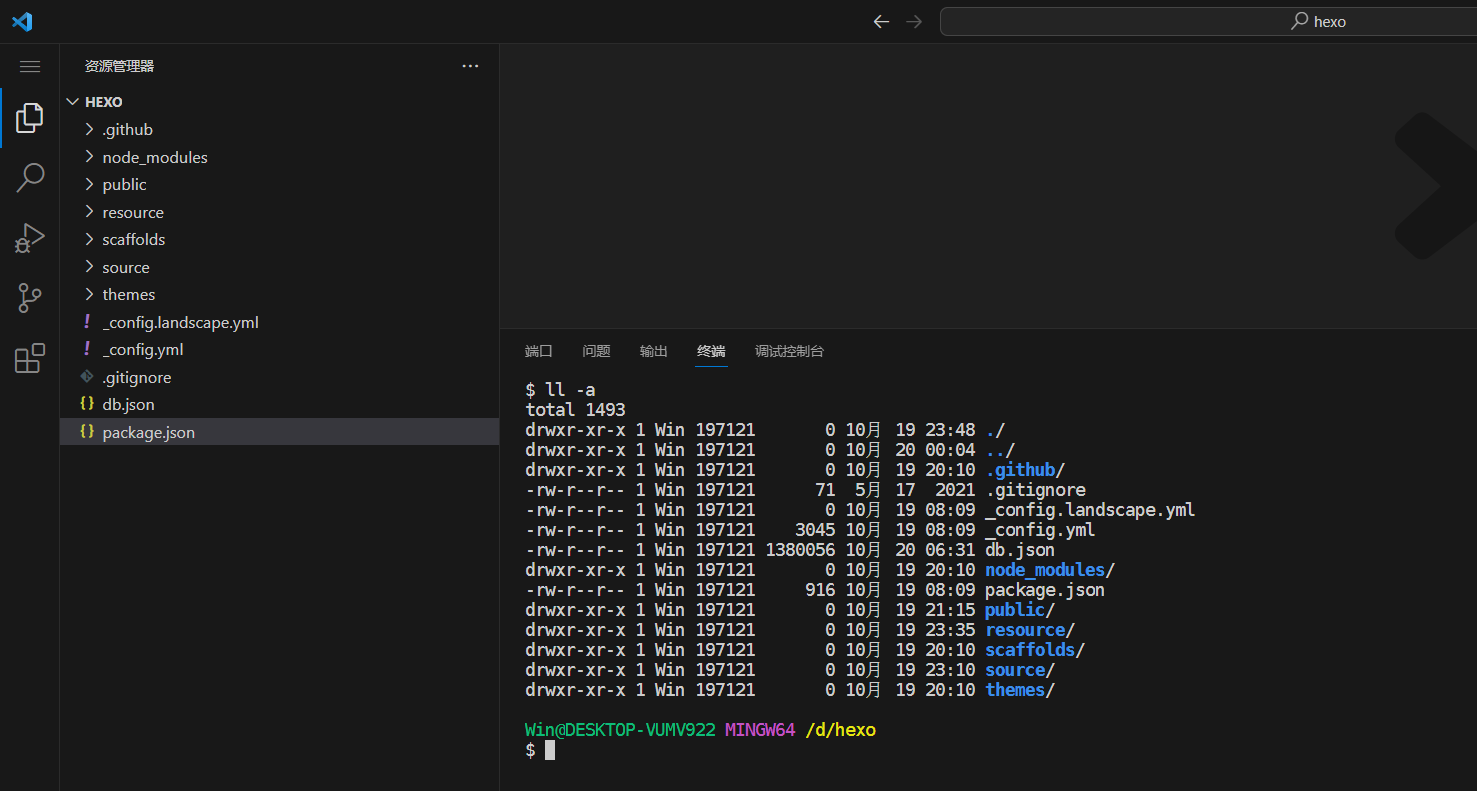 hexo
资源管理器 ···
HEXO
.github
node_modules
public
resource
scaffolds
source
themes
! _config.landscape.yml
! _config.yml
.gitignore
{} db.json
{} package.json
端口 问题 输出 终端 调试控制台
$ ll -a
total 1493
drwxr-xr-x 1 Win 197121       0 10月 19 23:48 ./
drwxr-xr-x 1 Win 197121       0 10月 20 00:04 ../
drwxr-xr-x 1 Win 197121       0 10月 19 20:10 .github/
-rw-r--r-- 1 Win 197121      71  5月 17  2021 .gitignore
-rw-r--r-- 1 Win 197121       0 10月 19 08:09 _config.landscape.yml
-rw-r--r-- 1 Win 197121    3045 10月 19 08:09 _config.yml
-rw-r--r-- 1 Win 197121 1380056 10月 20 06:31 db.json
drwxr-xr-x 1 Win 197121       0 10月 19 20:10 node_modules/
-rw-r--r-- 1 Win 197121     916 10月 19 08:09 package.json
drwxr-xr-x 1 Win 197121       0 10月 19 21:15 public/
drwxr-xr-x 1 Win 197121       0 10月 19 23:35 resource/
drwxr-xr-x 1 Win 197121       0 10月 19 20:10 scaffolds/
drwxr-xr-x 1 Win 197121       0 10月 19 23:10 source/
drwxr-xr-x 1 Win 197121       0 10月 19 20:10 themes/
Win@DESKTOP-VUMV922 MINGW64 /d/hexo
$